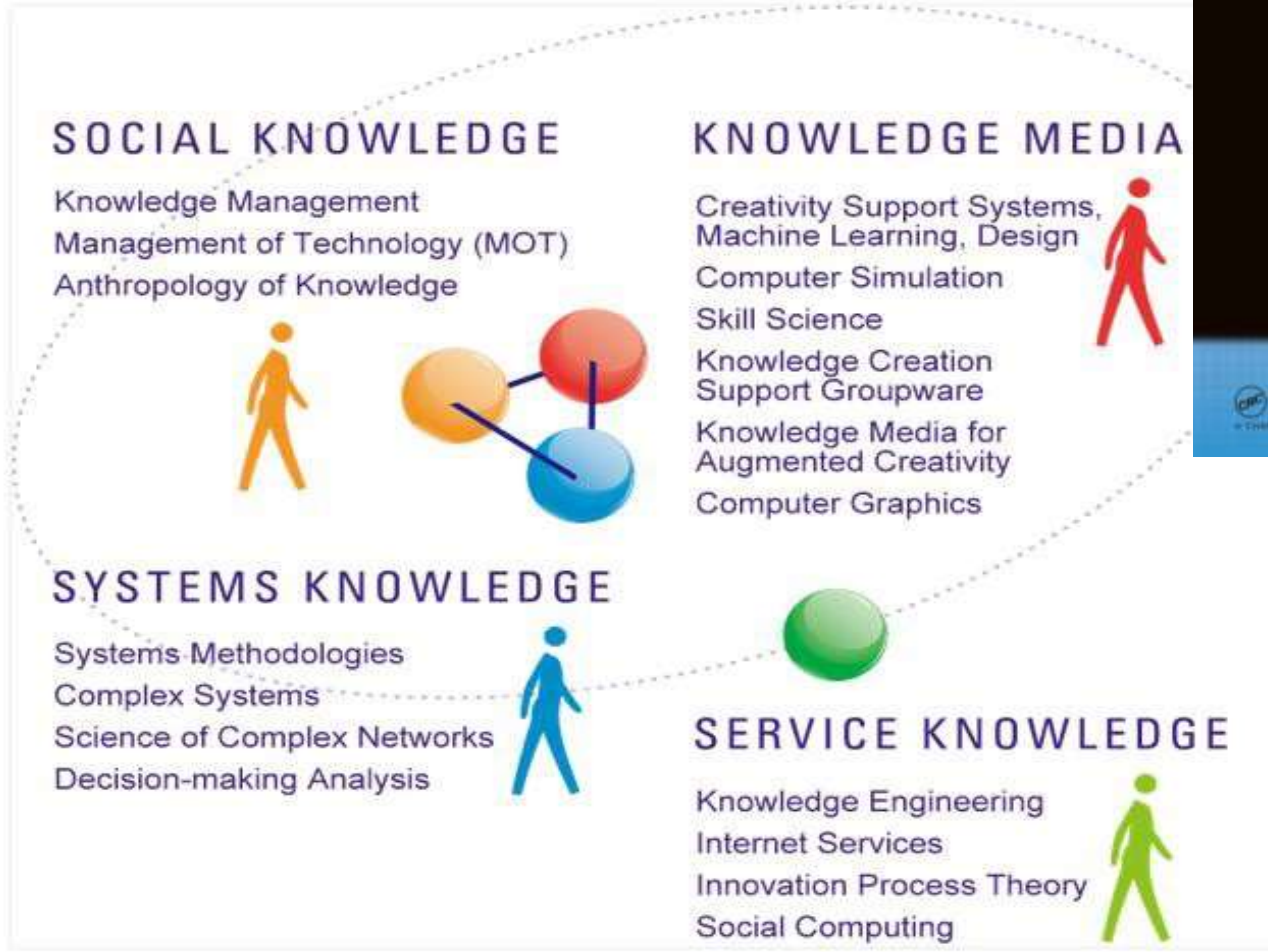 SOCIAL KNOWLEDGE
Knowledge Management
Management of Technology (MOT)
Anthropology of Knowledge
KNOWLEDGE MEDIA
Creativity Support Systems,
Machine Learning, Design
Computer Simulation
Skill Science
Knowledge Creation
Support Groupware
Knowledge Media for
Augmented Creativity
Computer Graphics
SYSTEMS KNOWLEDGE
Systems Methodologies
Complex Systems
Science of Complex Networks
Decision-making Analysis
SERVICE KNOWLEDGE
Knowledge Engineering
Internet Services
Innovation Process Theory
Social Computing
CRC